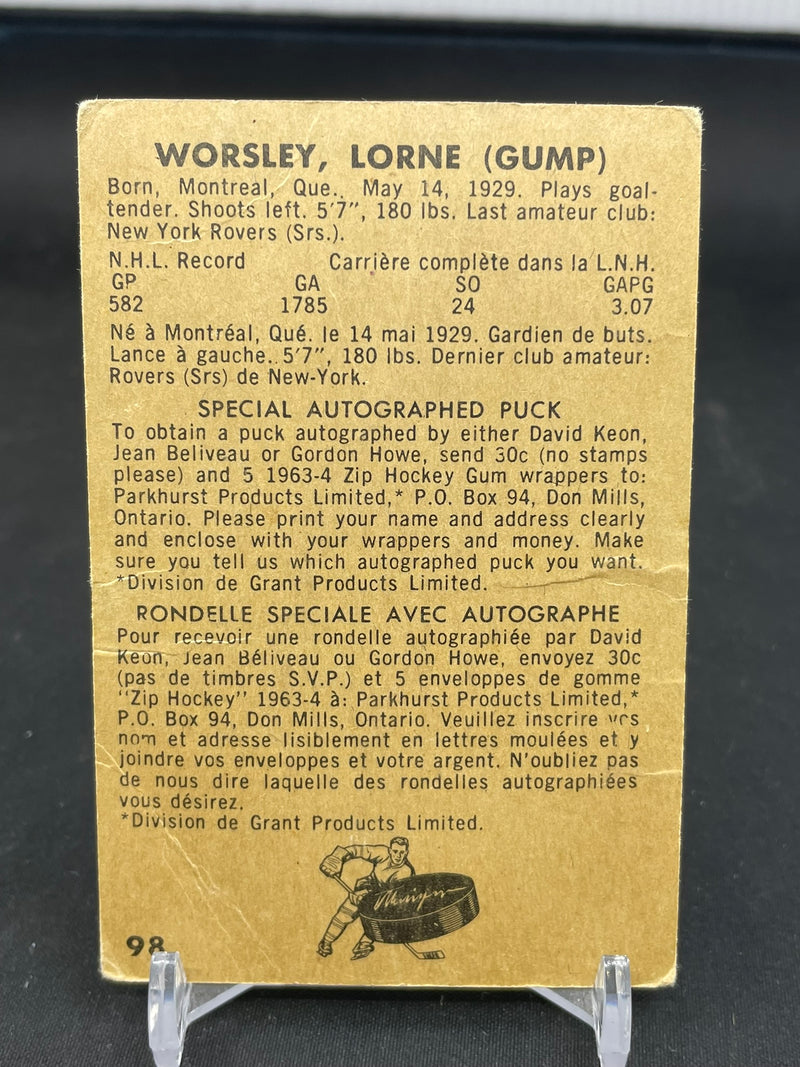 WORSLEY, LORNE (GUMP)
Born, Montreal, Que., May 14, 1929. Plays goal-
tender. Shoots left. 5'7", 180 lbs. Last amateur club:
New York Rovers (Srs.).
N.H.L. Record Carrière complète dans la L.N.H.
GP GA SO GAPG
582 1785 24 3.07
Né à Montréal, Qué. le 14 mai 1929. Gardien de buts.
Lance à gauche. 5'7", 180 lbs. Dernier club amateur:
Rovers (Srs) de New-York.
SPECIAL AUTOGRAPHED PUCK
To obtain a puck autographed by either David Keon,
Jean Beliveau or Gordon Howe, send 30c (no stamps
please) and 5 1963-4 Zip Hockey Gum wrappers to:
Parkhurst Products Limited,* P.O. Box 94, Don Mills,
Ontario. Please print your name and address clearly
and enclose with your wrappers and money. Make
sure you tell us which autographed puck you want.
*Division de Grant Products Limited.
RONDELLE SPECIALE AVEC AUTOGRAPHE
Pour recevoir une rondelle autographiée par David
Keon, Jean Béliveau ou Gordon Howe, envoyez 30c
(pas de timbres S.V.P.) et 5 enveloppes de gomme
"Zip Hockey" 1963-4 à: Parkhurst Products Limited,*
P.O. Box 94, Don Mills, Ontario. Veuillez inscrire vos
nom et adresse lisiblement en lettres moulées et y
joindre vos enveloppes et votre argent. N'oubliez pas
de nous dire laquelle des rondelles autographiées
vous désirez.
*Division de Grant Products Limited.
98